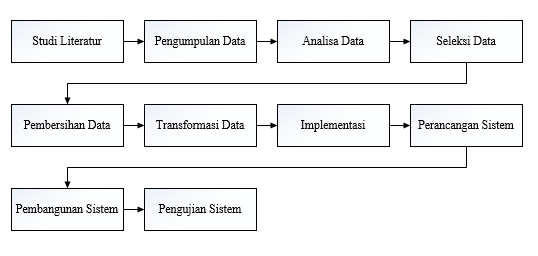 Studi Literatur
Pengumpulan Data
Analisa Data
Seleksi Data
Pembersihan Data
Transformasi Data
Implementasi
Perancangan Sistem
Pembangunan Sistem
Pengujian Sistem